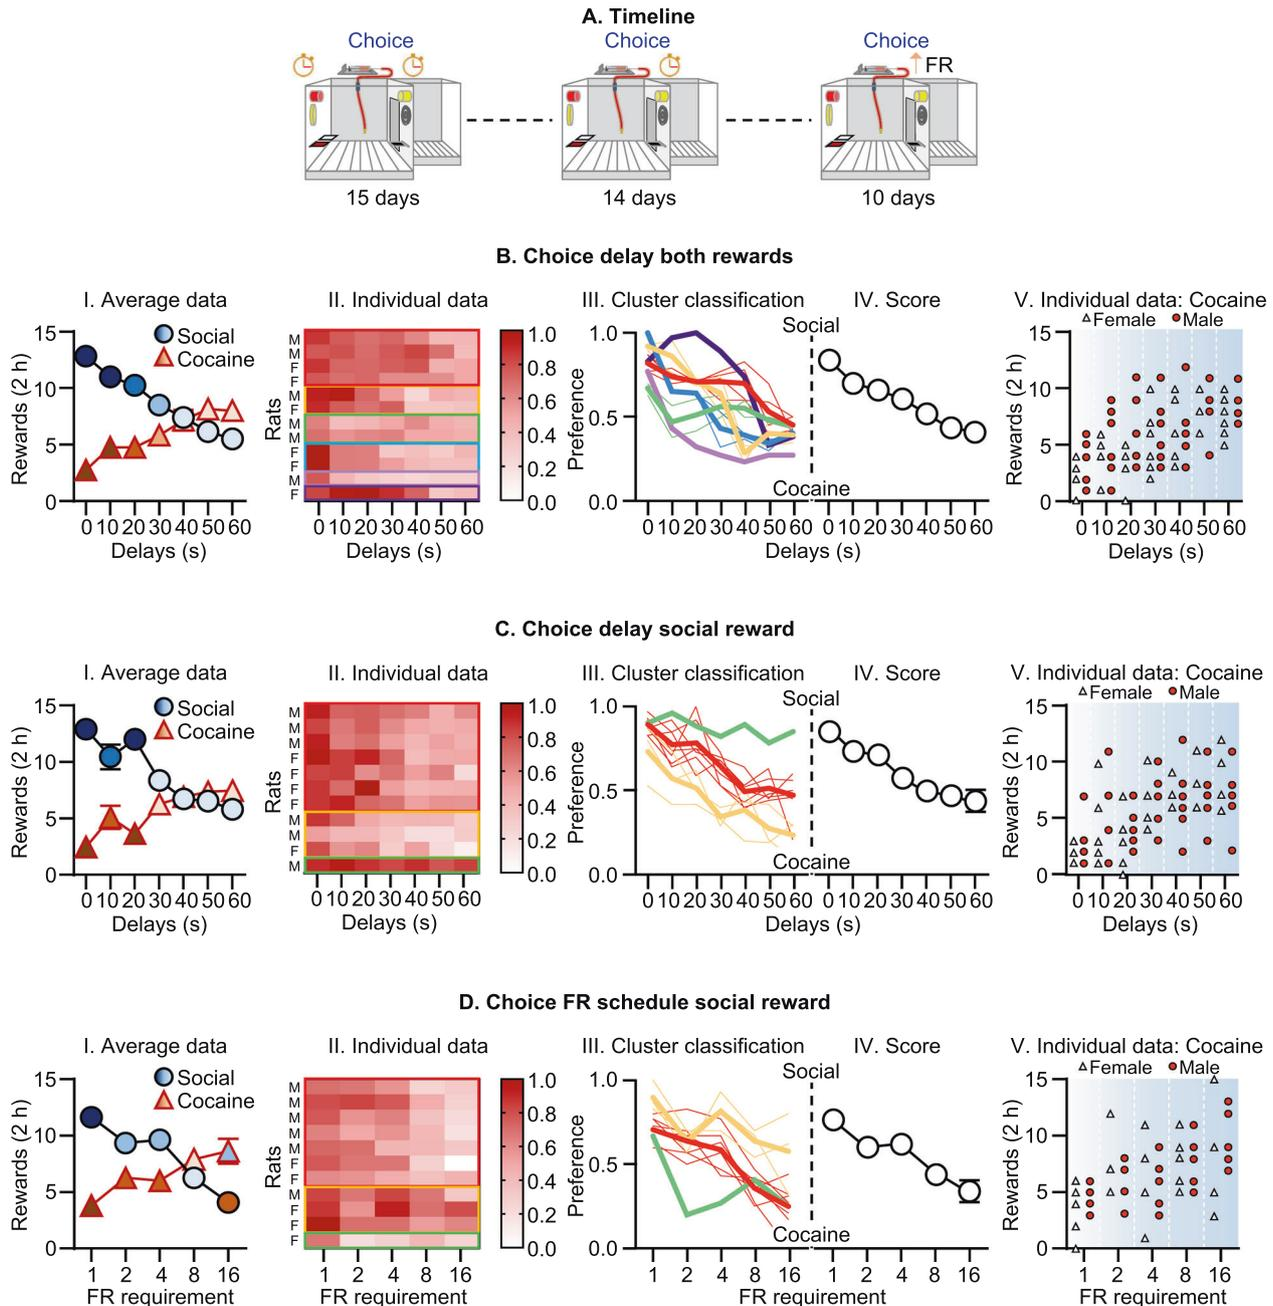 A. Timeline
Choice Choice Choice
FR
15 days 14 days 10 days
B. Choice delay both rewards
I. Average data II. Individual data III. Cluster classification IV. Score V. Individual data: Cocaine
Social
Cocaine
Rewards (2 h)
15
10
5
0
0 10 20 30 40 50 60
Delays (s)
Rats
M
M
F
F
M
F
M
M
F
F
M
F
0 10 20 30 40 50 60
Delays (s)
1.0
0.8
0.6
0.4
0.2
0.0
Preference
1.0
0.5
0.0
Social
Cocaine
0 10 20 30 40 50 60
0 10 20 30 40 50 60
Delays (s)
Female Male
Rewards (2 h)
15
10
5
0
0 10 20 30 40 50 60
Delays (s)
C. Choice delay social reward
I. Average data II. Individual data III. Cluster classification IV. Score V. Individual data: Cocaine
Social
Cocaine
Rewards (2 h)
15
10
5
0
0 10 20 30 40 50 60
Delays (s)
Rats
M
M
M
F
F
F
F
M
M
F
M
0 10 20 30 40 50 60
Delays (s)
1.0
0.8
0.6
0.4
0.2
0.0
Preference
1.0
0.5
0.0
Social
Cocaine
0 10 20 30 40 50 60
0 10 20 30 40 50 60
Delays (s)
Female Male
Rewards (2 h)
15
10
5
0
0 10 20 30 40 50 60
Delays (s)
D. Choice FR schedule social reward
I. Average data II. Individual data III. Cluster classification IV. Score V. Individual data: Cocaine
Social
Cocaine
Rewards (2 h)
15
10
5
0
1 2 4 8 16
FR requirement
Rats
M
M
M
M
M
F
F
M
F
F
F
1 2 4 8 16
FR requirement
1.0
0.8
0.6
0.4
0.2
0.0
Preference
1.0
0.5
0.0
Social
Cocaine
1 2 4 8 16
1 2 4 8 16
FR requirement
Female Male
Rewards (2 h)
15
10
5
0
1 2 4 8 16
FR requirement